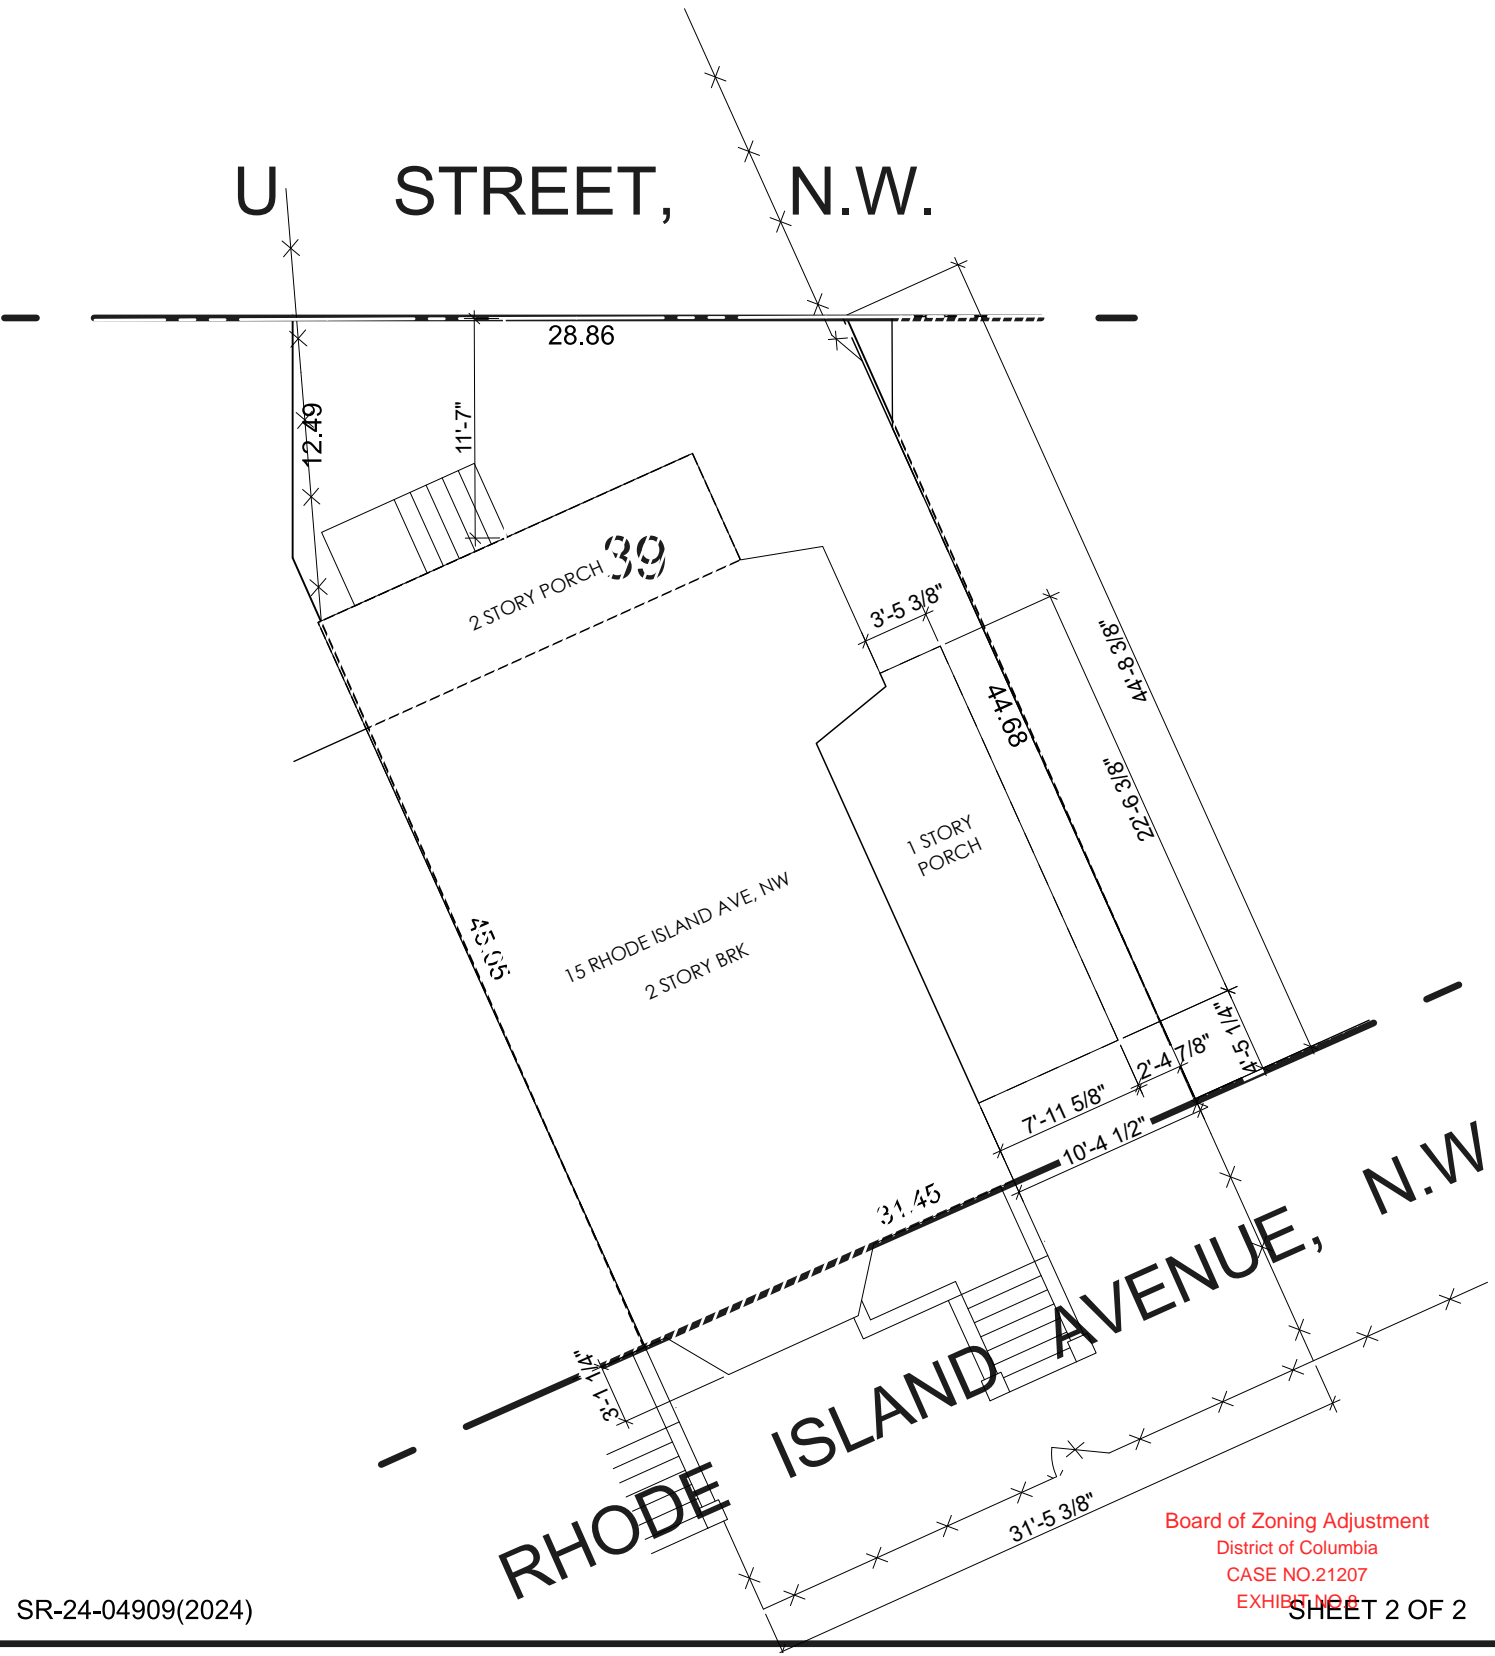 U STREET, N.W.
28.86
12.49
11'-7"
39
2 STORY PORCH
3'-5 3/8"
44'-8 3/8"
44.68
22'-6 3/8"
1 STORY
PORCH
15 RHODE ISLAND AVE, NW
2 STORY BRK
45.05
4'-5 1/4"
2'-4 7/8"
7'-11 5/8"
10'-4 1/2"
31.45
3'-1 1/4"
RHODE ISLAND AVENUE, N.W
31'-5 3/8"
Board of Zoning Adjustment
District of Columbia
CASE NO.21207
EXHIBIT NO.8
SR-24-04909(2024)
SHEET 2 OF 2